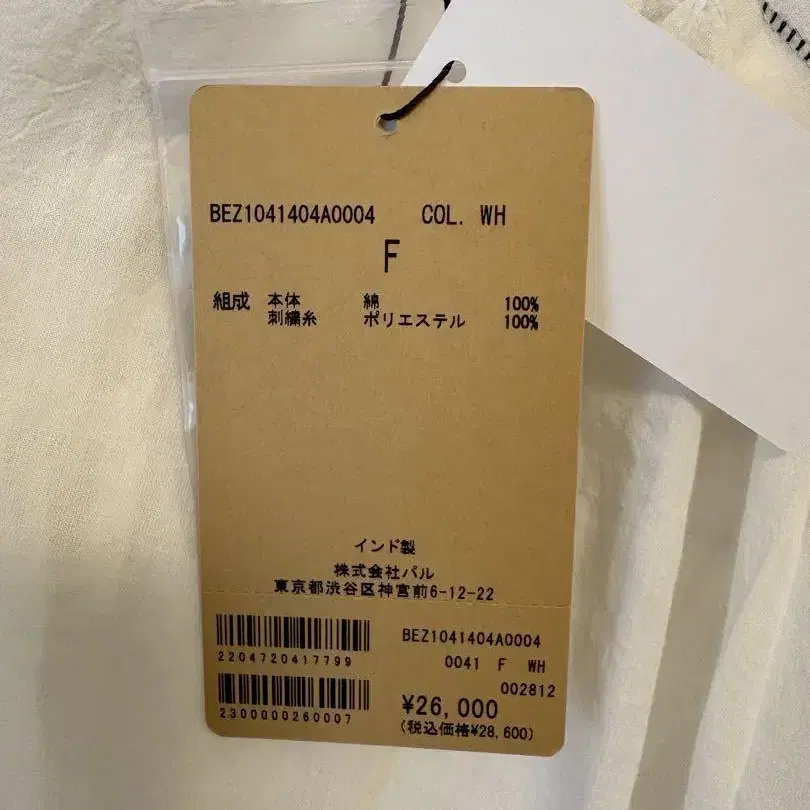 BEZ1041404A0004 COL. WH
F
組成 本体 綿 100%
刺繍糸 ポリエステル 100%
インド製
株式会社パル
東京都渋谷区神宮前6-12-22
2204720417799
2300000260007
BEZ1041404A0004
0041 F WH
002812
¥26,000
(税込価格¥28,600)